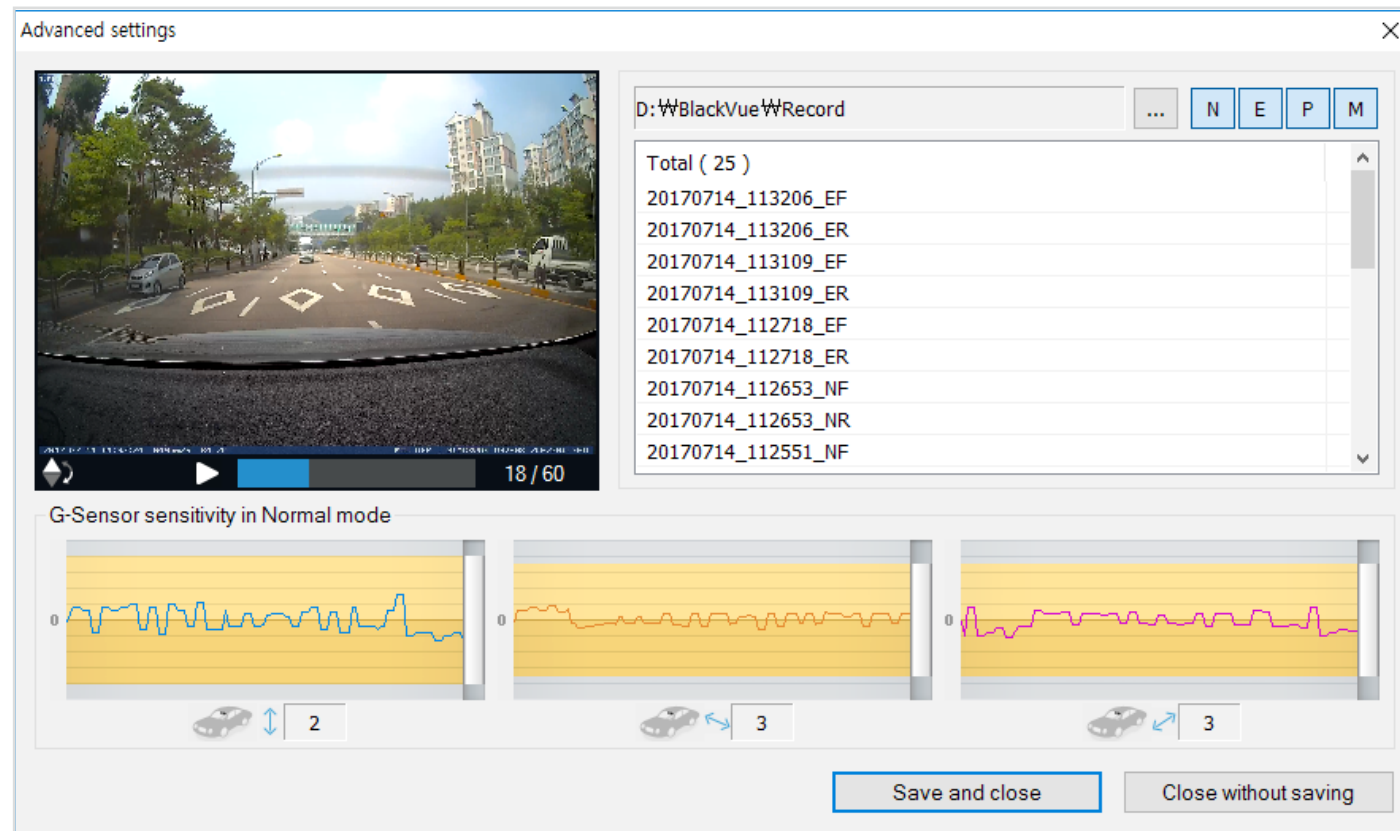 Advanced settings
D:₩BlackVue₩Record
... N E P M
Total ( 25 )
20170714_113206_EF
20170714_113206_ER
20170714_113109_EF
20170714_113109_ER
20170714_112718_EF
20170714_112718_ER
20170714_112653_NF
20170714_112653_NR
20170714_112551_NF
18 / 60
G-Sensor sensitivity in Normal mode
0 0 0
2 3 3
Save and close Close without saving